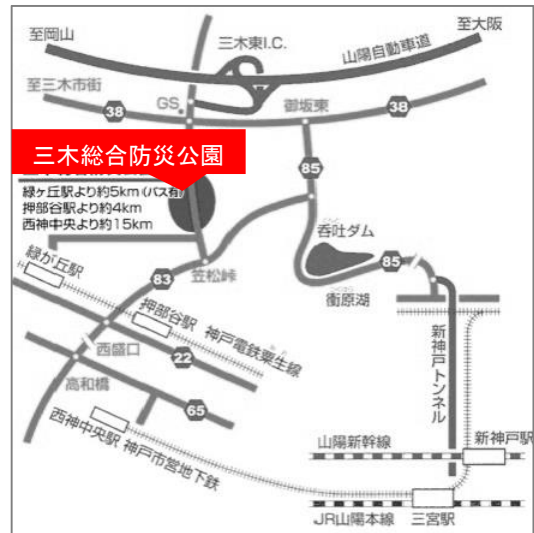 至岡山
三木東I.C.
至大阪
山陽自動車道
至三木市街
GS.
38
御坂東
38
三木総合防災公園
緑ヶ丘駅より約5km(バス有)
押部谷駅より約4km
西神中央より約15km
85
呑吐ダム
85
衝原湖
笠松峠
83
緑が丘駅
押部谷駅
神戸電鉄粟生線
西盛口
22
高和橋
65
新神戸トンネル
西神中央駅
神戸市営地下鉄
山陽新幹線
新神戸駅
JR山陽本線
三宮駅